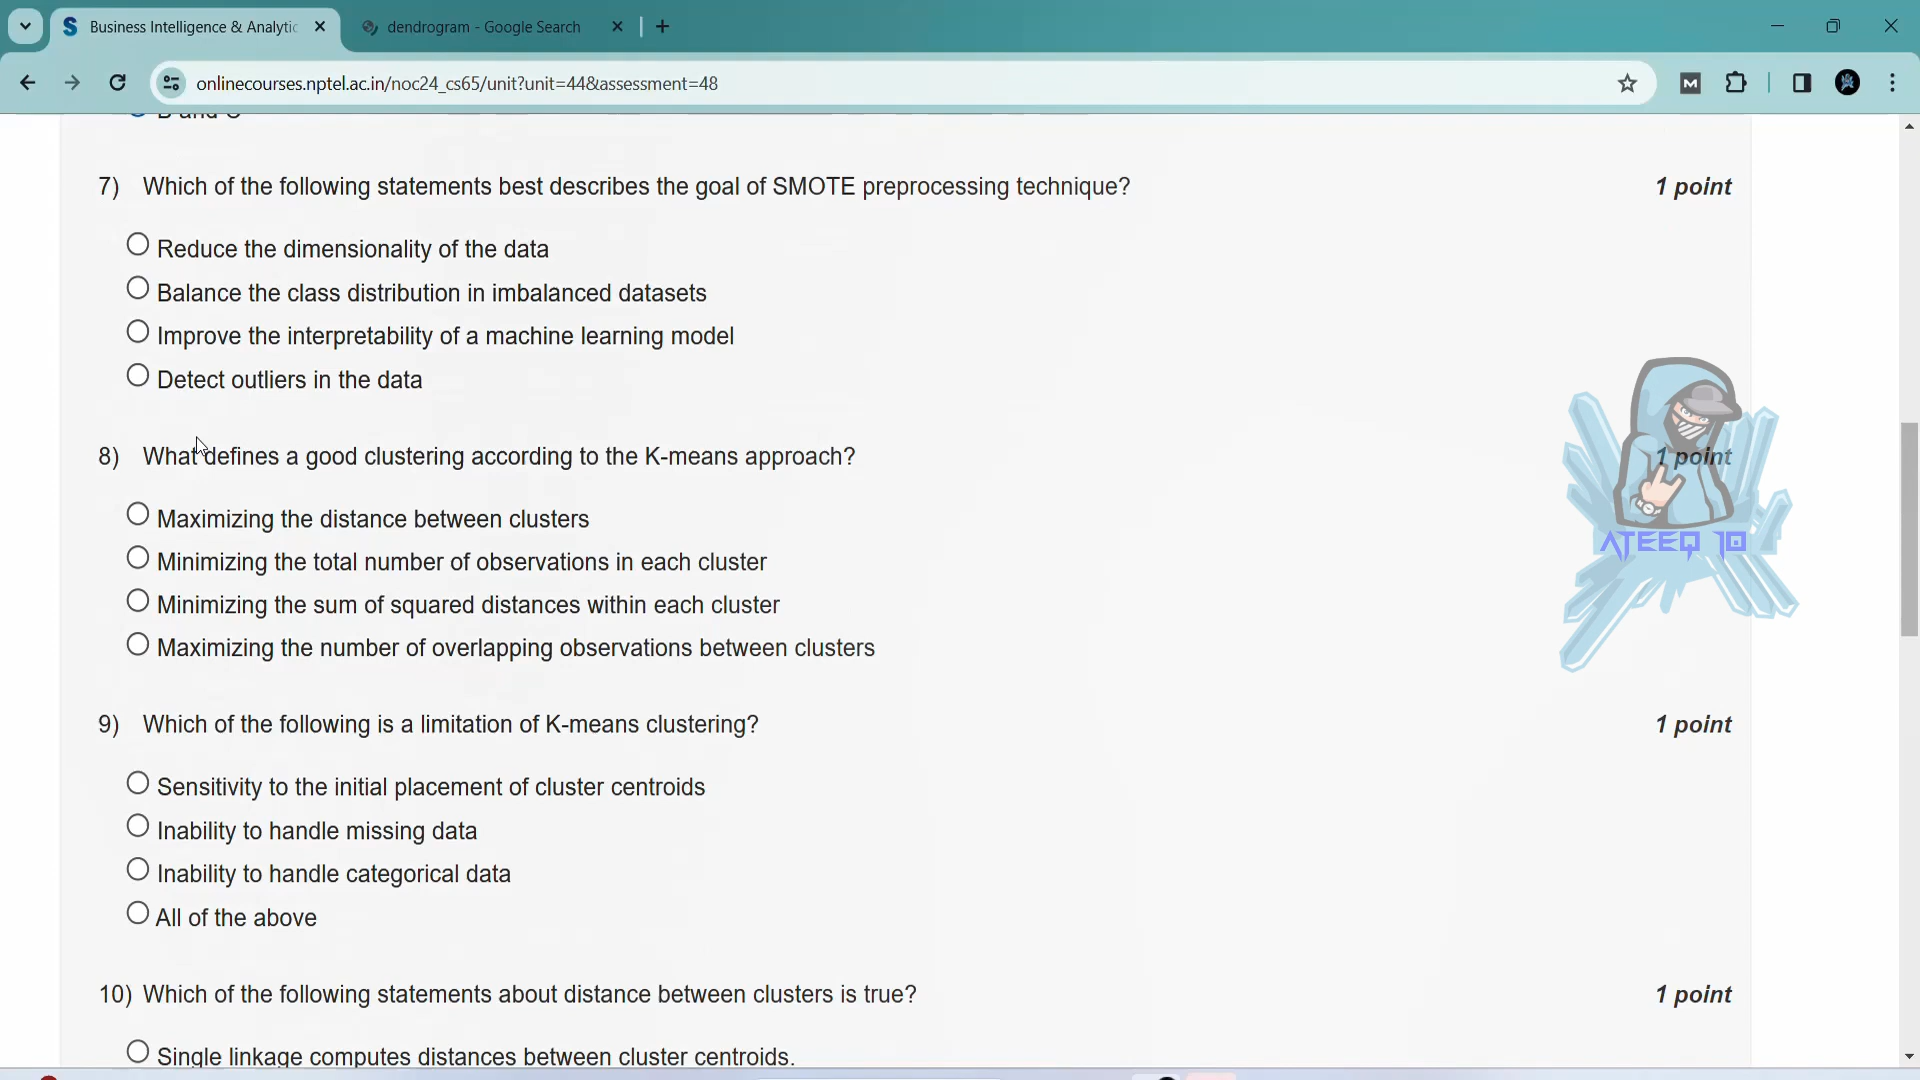 Business Intelligence & Analytic
dendrogram - Google Search
onlinecourses.nptel.ac.in/noc24_cs65/unit?unit=44&assessment=48
M
7) Which of the following statements best describes the goal of SMOTE preprocessing technique? 1 point
Reduce the dimensionality of the data
Balance the class distribution in imbalanced datasets
Improve the interpretability of a machine learning model
Detect outliers in the data
8) What defines a good clustering according to the K-means approach? 1 point
Maximizing the distance between clusters
Minimizing the total number of observations in each cluster
Minimizing the sum of squared distances within each cluster
Maximizing the number of overlapping observations between clusters
ATEEQ 10
9) Which of the following is a limitation of K-means clustering? 1 point
Sensitivity to the initial placement of cluster centroids
Inability to handle missing data
Inability to handle categorical data
All of the above
10) Which of the following statements about distance between clusters is true? 1 point
Single linkage computes distances between cluster centroids.